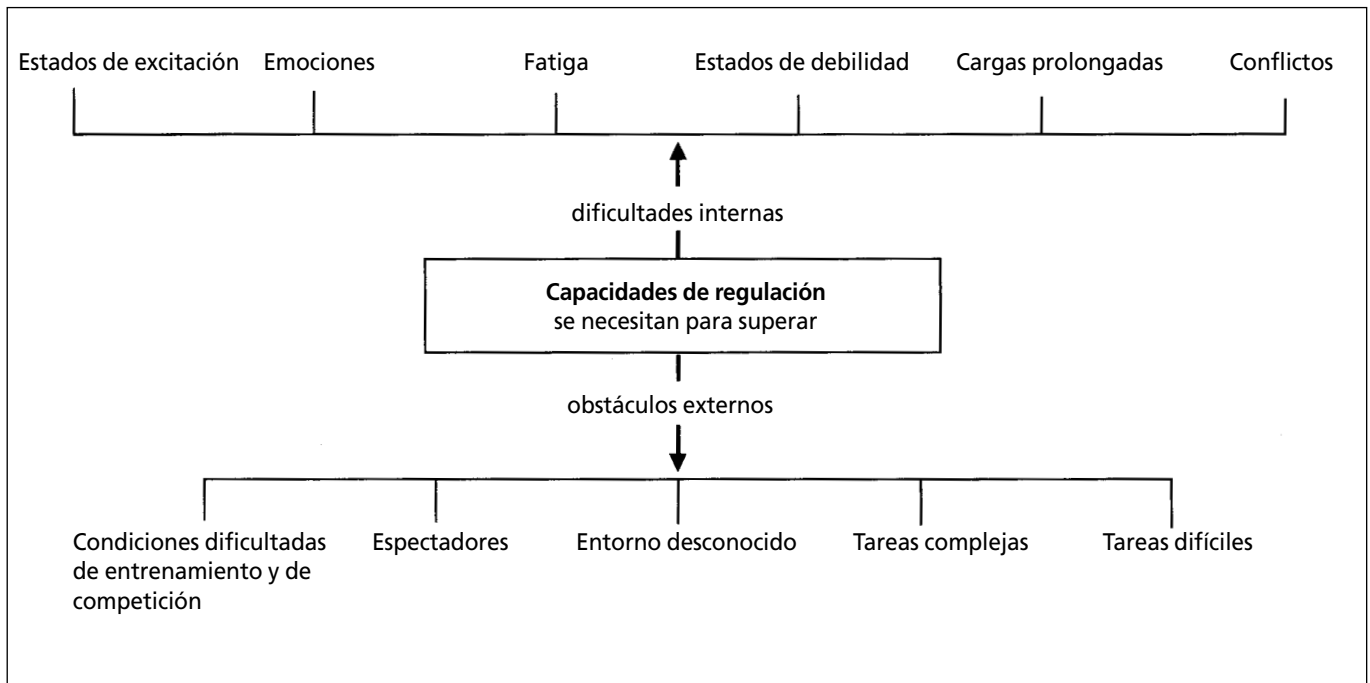 Estados de excitación Emociones Fatiga Estados de debilidad Cargas prolongadas Conflictos
dificultades internas
Capacidades de regulación
se necesitan para superar
obstáculos externos
Condiciones dificultadas
de entrenamiento y de
competición
Espectadores
Entorno desconocido
Tareas complejas
Tareas difíciles